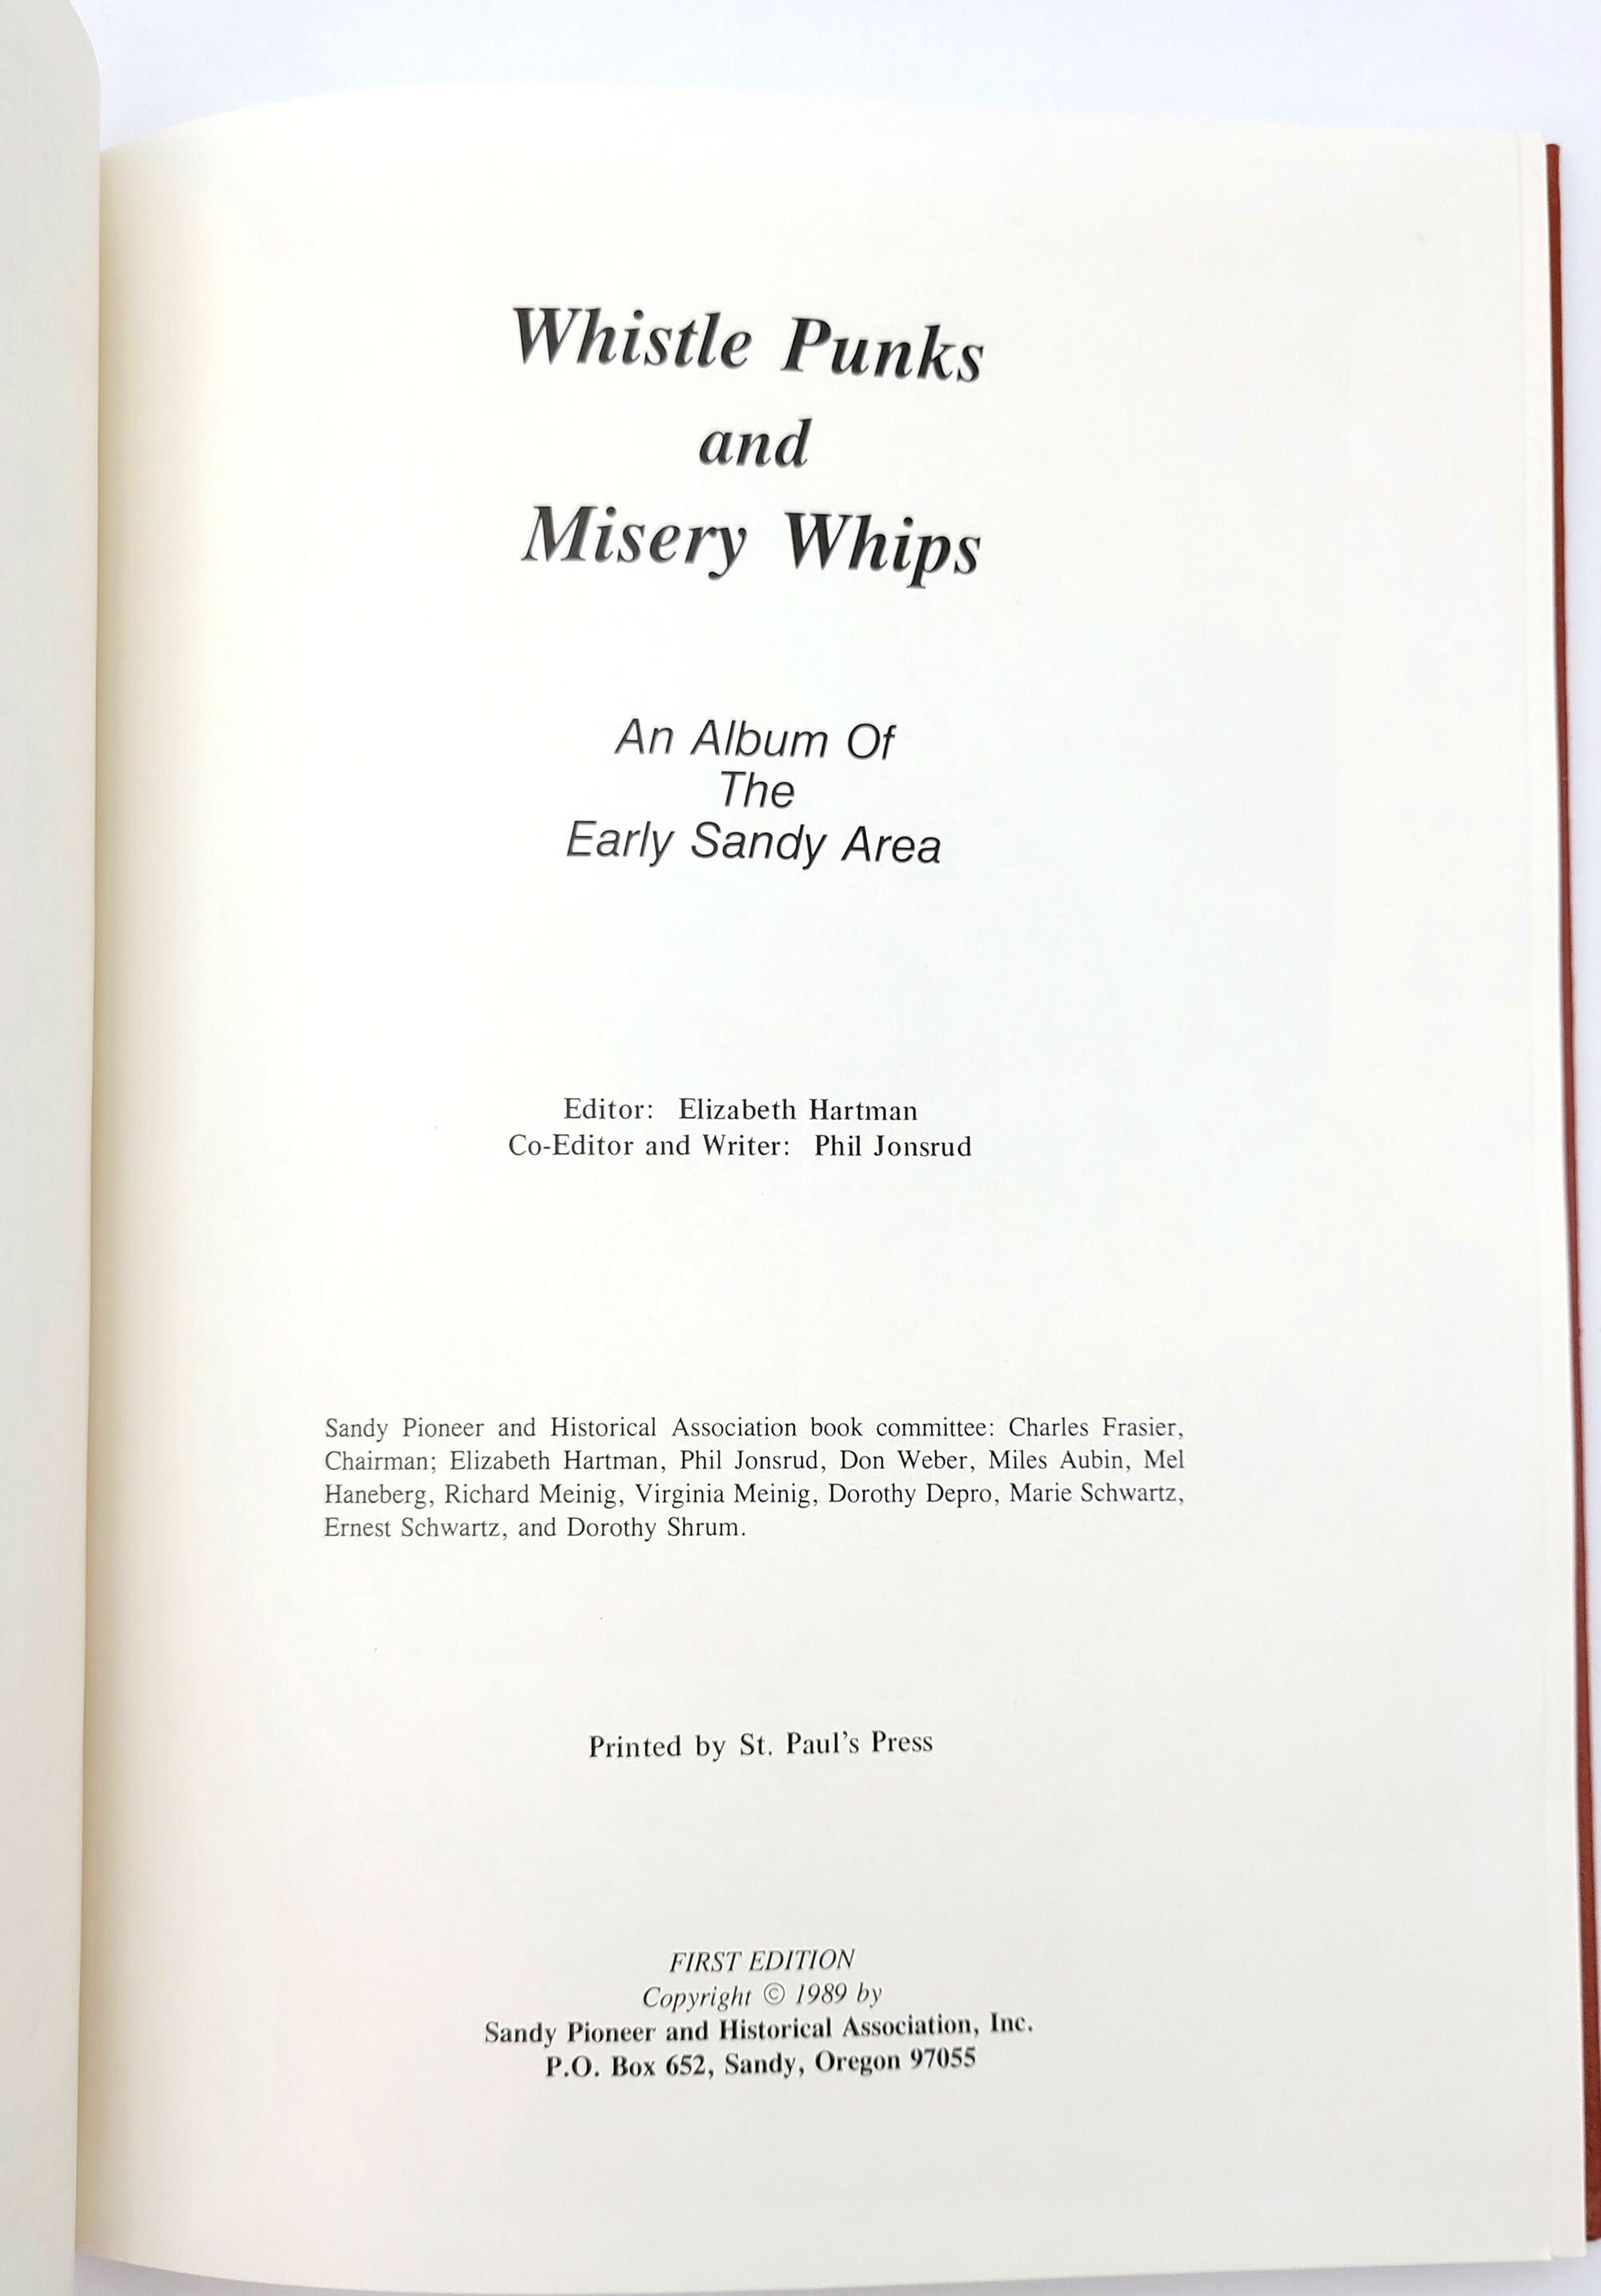 Whistle Punks
and
Misery Whips
An Album Of
The
Early Sandy Area
Editor: Elizabeth Hartman
Co-Editor and Writer: Phil Jonsrud
Sandy Pioneer and Historical Association book committee: Charles Frasier,
Chairman; Elizabeth Hartman, Phil Jonsrud, Don Weber, Miles Aubin, Mel
Haneberg, Richard Meinig, Virginia Meinig, Dorothy Depro, Marie Schwartz,
Ernest Schwartz, and Dorothy Shrum.
Printed by St. Paul's Press
FIRST EDITION
Copyright © 1989 by
Sandy Pioneer and Historical Association, Inc.
P.O. Box 652, Sandy, Oregon 97055